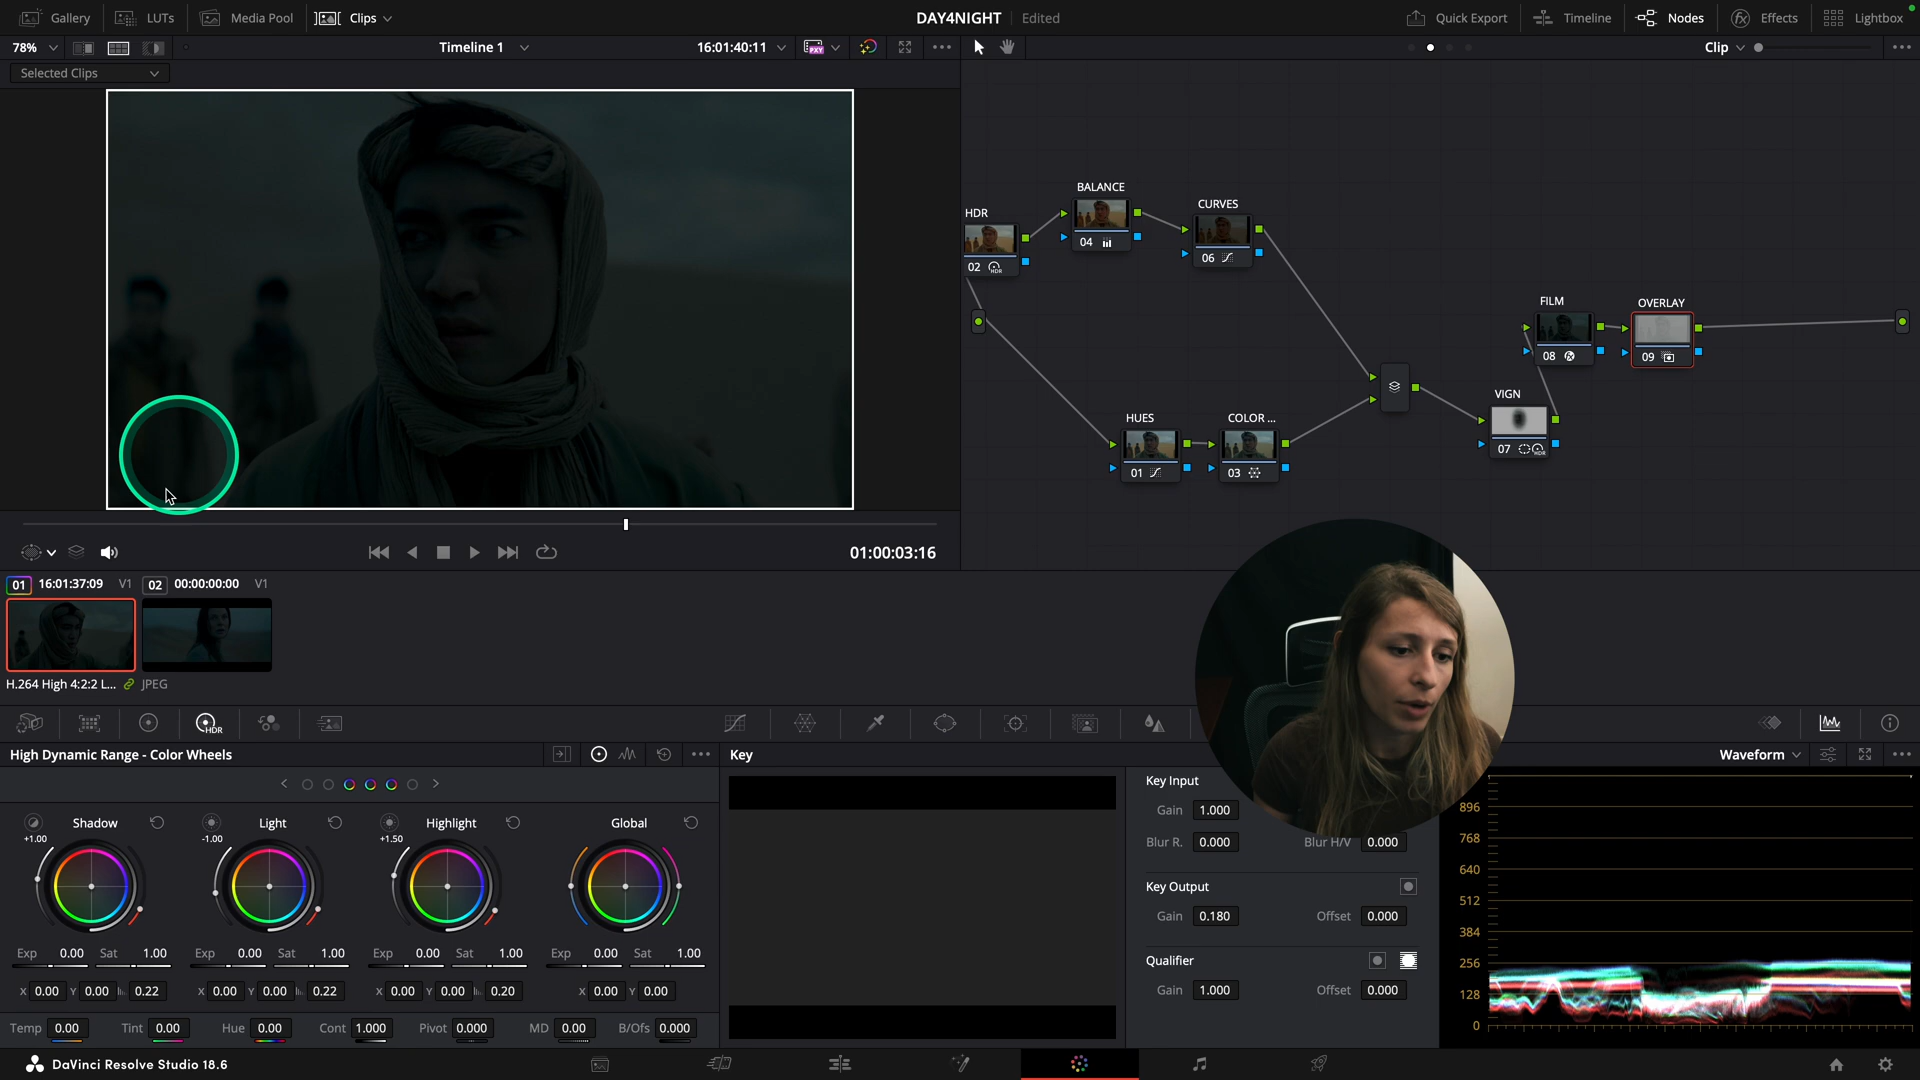 Gallery
LUTs
Media Pool
Clips
DAY4NIGHT
Edited
Quick Export
Timeline
Nodes
Effects
Lightbox
78%
Timeline 1
16:01:40:11
PXY
Clip
Selected Clips
HDR
02
HDR
BALANCE
04
CURVES
06
HUES
01
COLOR ...
03
VIGN
07
HDR
FILM
08
OVERLAY
09
01:00:03:16
01
16:01:37:09
V1
02
00:00:00:00
V1
H.264 High 4:2:2 L...
JPEG
HDR
High Dynamic Range - Color Wheels
Key
Waveform
Shadow
+1.00
Light
-1.00
Highlight
+1.50
Global
Exp 0.00 Sat 1.00
X 0.00 Y 0.00 0.22
Exp 0.00 Sat 1.00
X 0.00 Y 0.00 0.22
Exp 0.00 Sat 1.00
X 0.00 Y 0.00 0.20
Exp 0.00 Sat 1.00
X 0.00 Y 0.00
Temp 0.00 Tint 0.00 Hue 0.00 Cont 1.000 Pivot 0.000 MD 0.00 B/Ofs 0.000
Key Input
Gain 1.000
Blur R. 0.000 Blur H/V 0.000
Key Output
Gain 0.180 Offset 0.000
Qualifier
Gain 1.000 Offset 0.000
896
768
640
512
384
256
128
0
DaVinci Resolve Studio 18.6